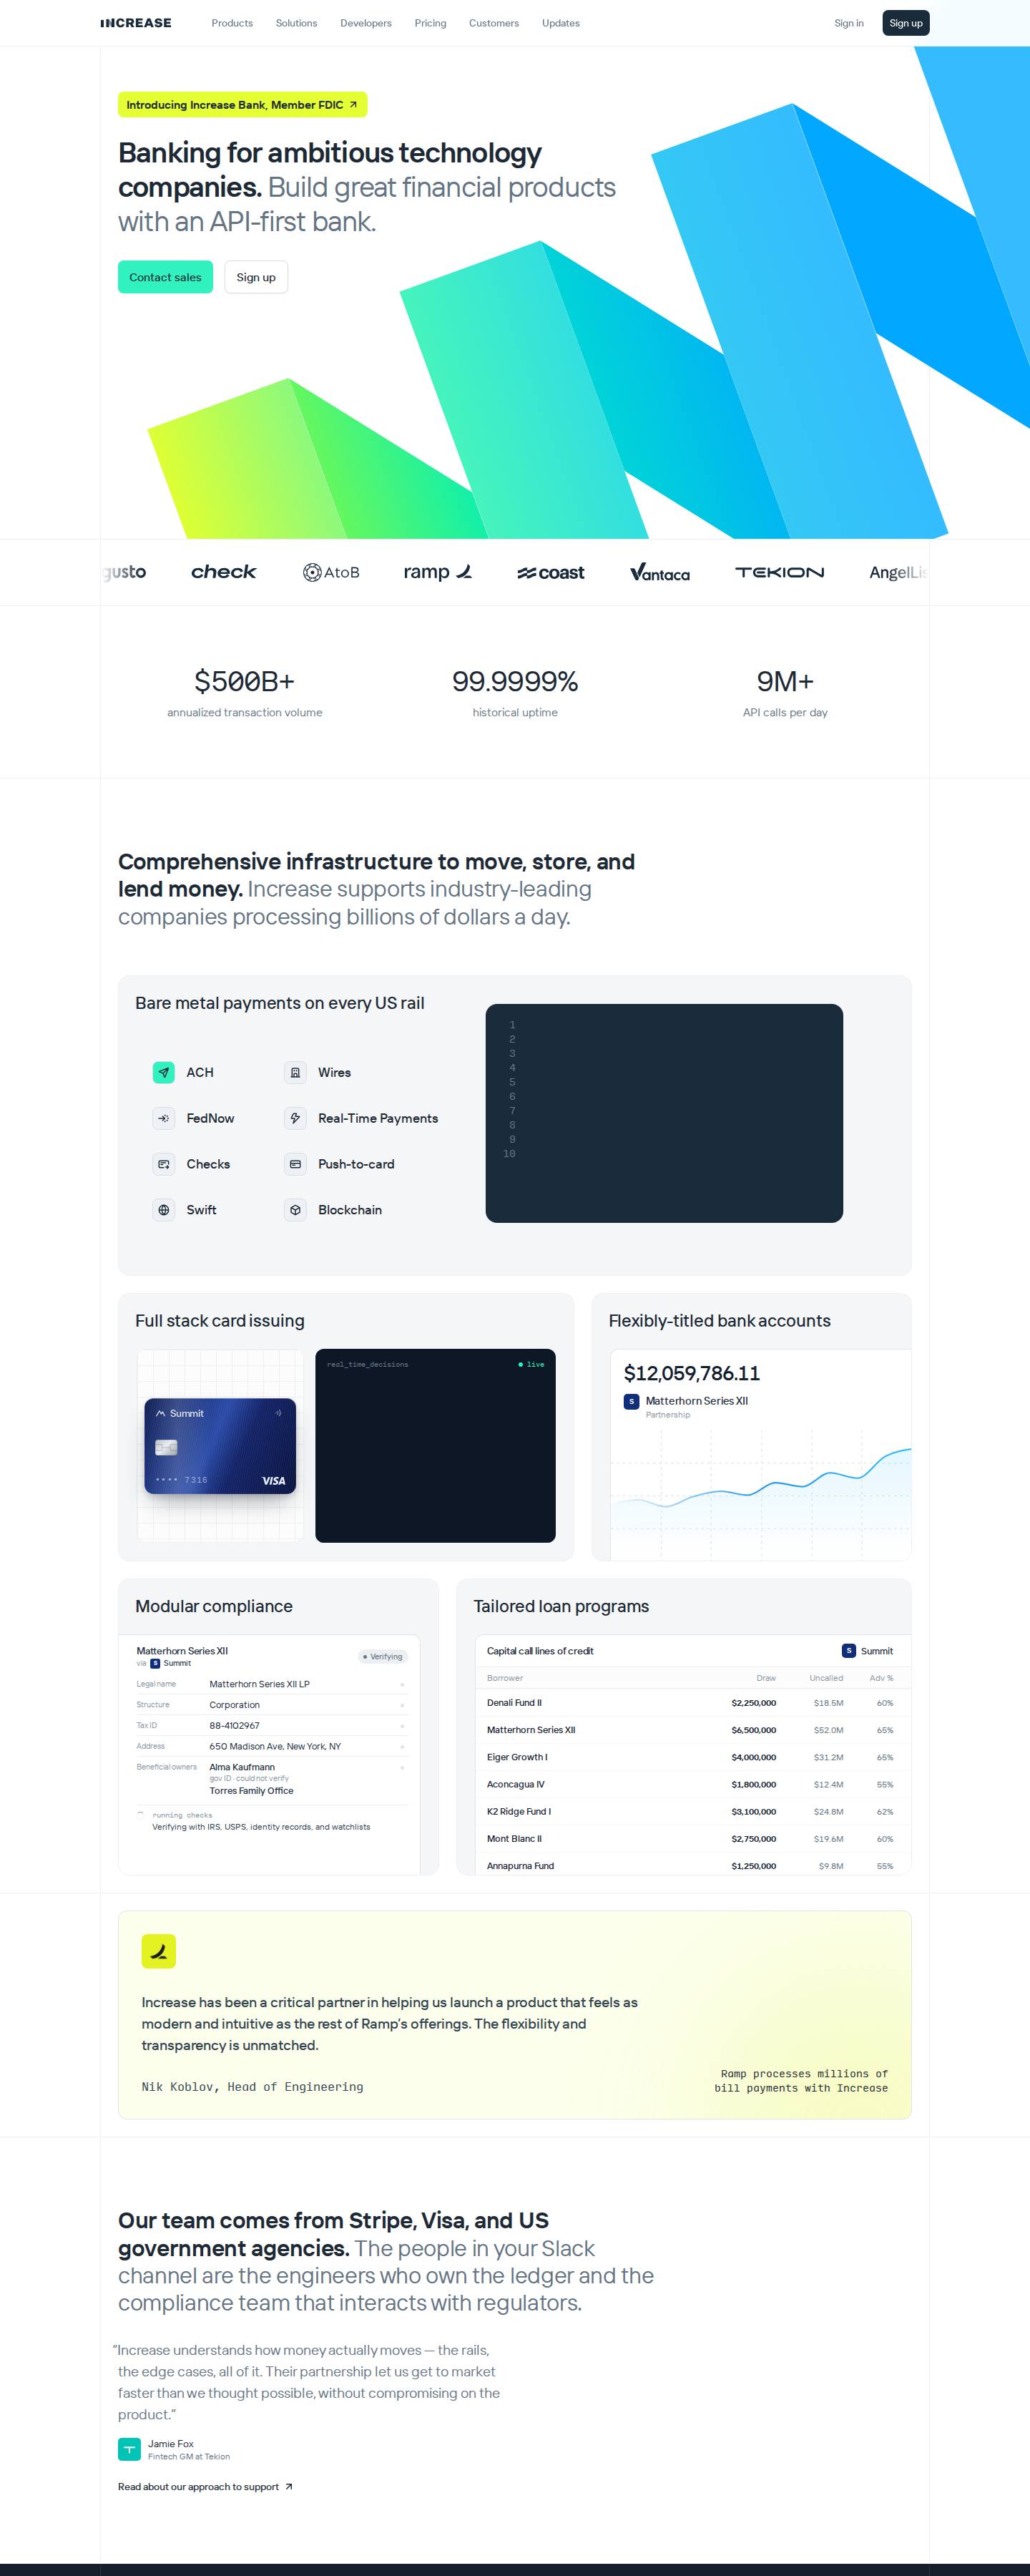 INCREASE
Products
Solutions
Developers
Pricing
Customers
Updates
Sign in
Sign up
Introducing Increase Bank, Member FDIC
Banking for ambitious technology
companies. Build great financial products
with an API-first bank.
Contact sales
Sign up
gusto
check
AtoB
ramp
coast
Vantaca
TEKION
AngelLis
$500B+
annualized transaction volume
99.9999%
historical uptime
9M+
API calls per day
Comprehensive infrastructure to move, store, and
lend money. Increase supports industry-leading
companies processing billions of dollars a day.
Bare metal payments on every US rail
ACH
Wires
FedNow
Real-Time Payments
Checks
Push-to-card
Swift
Blockchain
1
2
3
4
5
6
7
8
9
10
Full stack card issuing
Summit
•••• 7316
VISA
real_time_decisions
live
Flexibly-titled bank accounts
$12,059,786.11
S
Matterhorn Series XII
Partnership
Modular compliance
Matterhorn Series XII
via S Summit
Verifying
Legal name Matterhorn Series XII LP
Structure Corporation
Tax ID 88-4102967
Address 650 Madison Ave, New York, NY
Beneficial owners Alma Kaufmann
gov ID · could not verify
Torres Family Office
running checks
Verifying with IRS, USPS, identity records, and watchlists
Tailored loan programs
Capital call lines of credit
S Summit
Borrower Draw Uncalled Adv %
Denali Fund II $2,250,000 $18.5M 60%
Matterhorn Series XII $6,500,000 $52.0M 65%
Eiger Growth I $4,000,000 $31.2M 65%
Aconcagua IV $1,800,000 $12.4M 55%
K2 Ridge Fund I $3,100,000 $24.8M 62%
Mont Blanc II $2,750,000 $19.6M 60%
Annapurna Fund $1,250,000 $9.8M 55%
Increase has been a critical partner in helping us launch a product that feels as
modern and intuitive as the rest of Ramp’s offerings. The flexibility and
transparency is unmatched.
Nik Koblov, Head of Engineering
Ramp processes millions of
bill payments with Increase
Our team comes from Stripe, Visa, and US
government agencies. The people in your Slack
channel are the engineers who own the ledger and the
compliance team that interacts with regulators.
“Increase understands how money actually moves — the rails,
the edge cases, all of it. Their partnership let us get to market
faster than we thought possible, without compromising on the
product.”
Jamie Fox
Fintech GM at Tekion
Read about our approach to support